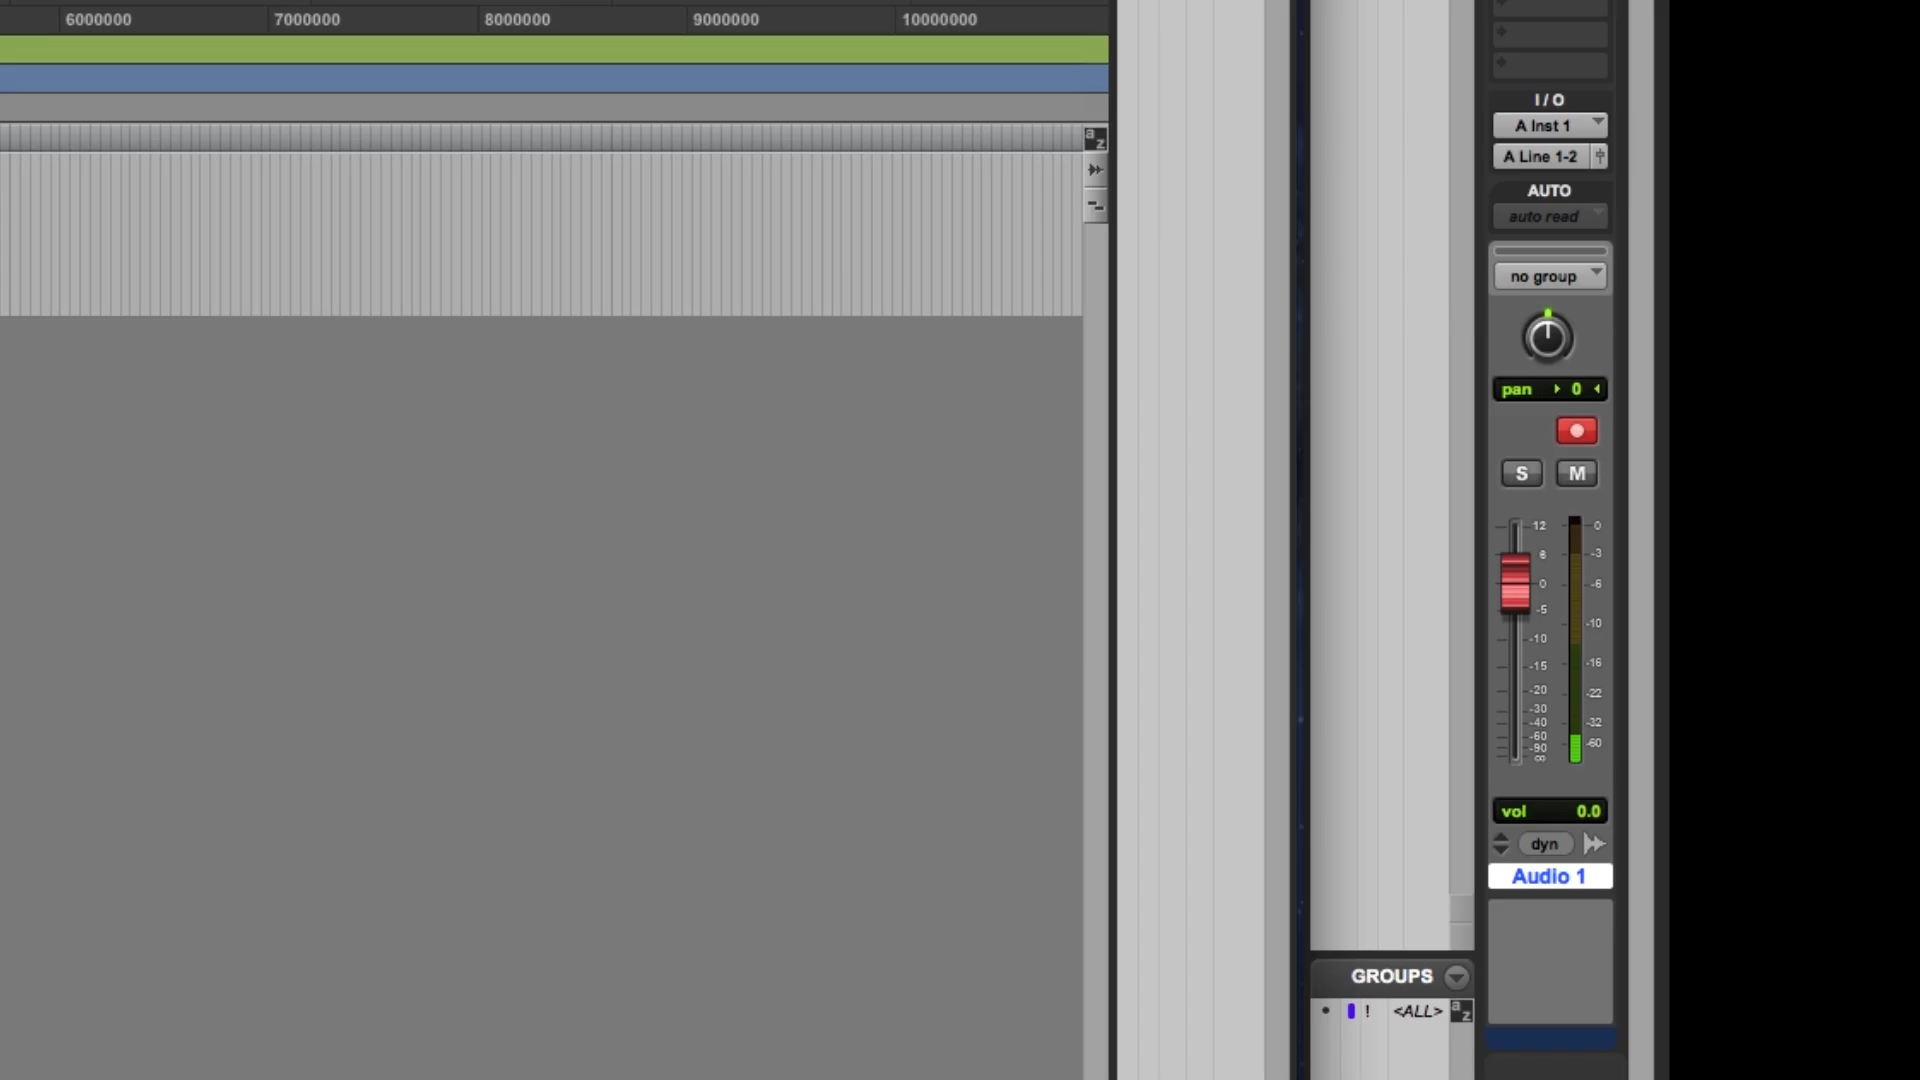 6000000 7000000 8000000 9000000 10000000
a z
I / O
A Inst 1
A Line 1-2
AUTO
auto read
no group
pan 0
S M
12 0
6 -3
0 -6
-5
-10 -10
-15 -16
-20 -22
-30
-40 -32
-60 -60
-90
∞
vol 0.0
dyn
Audio 1
GROUPS
! <ALL> a z